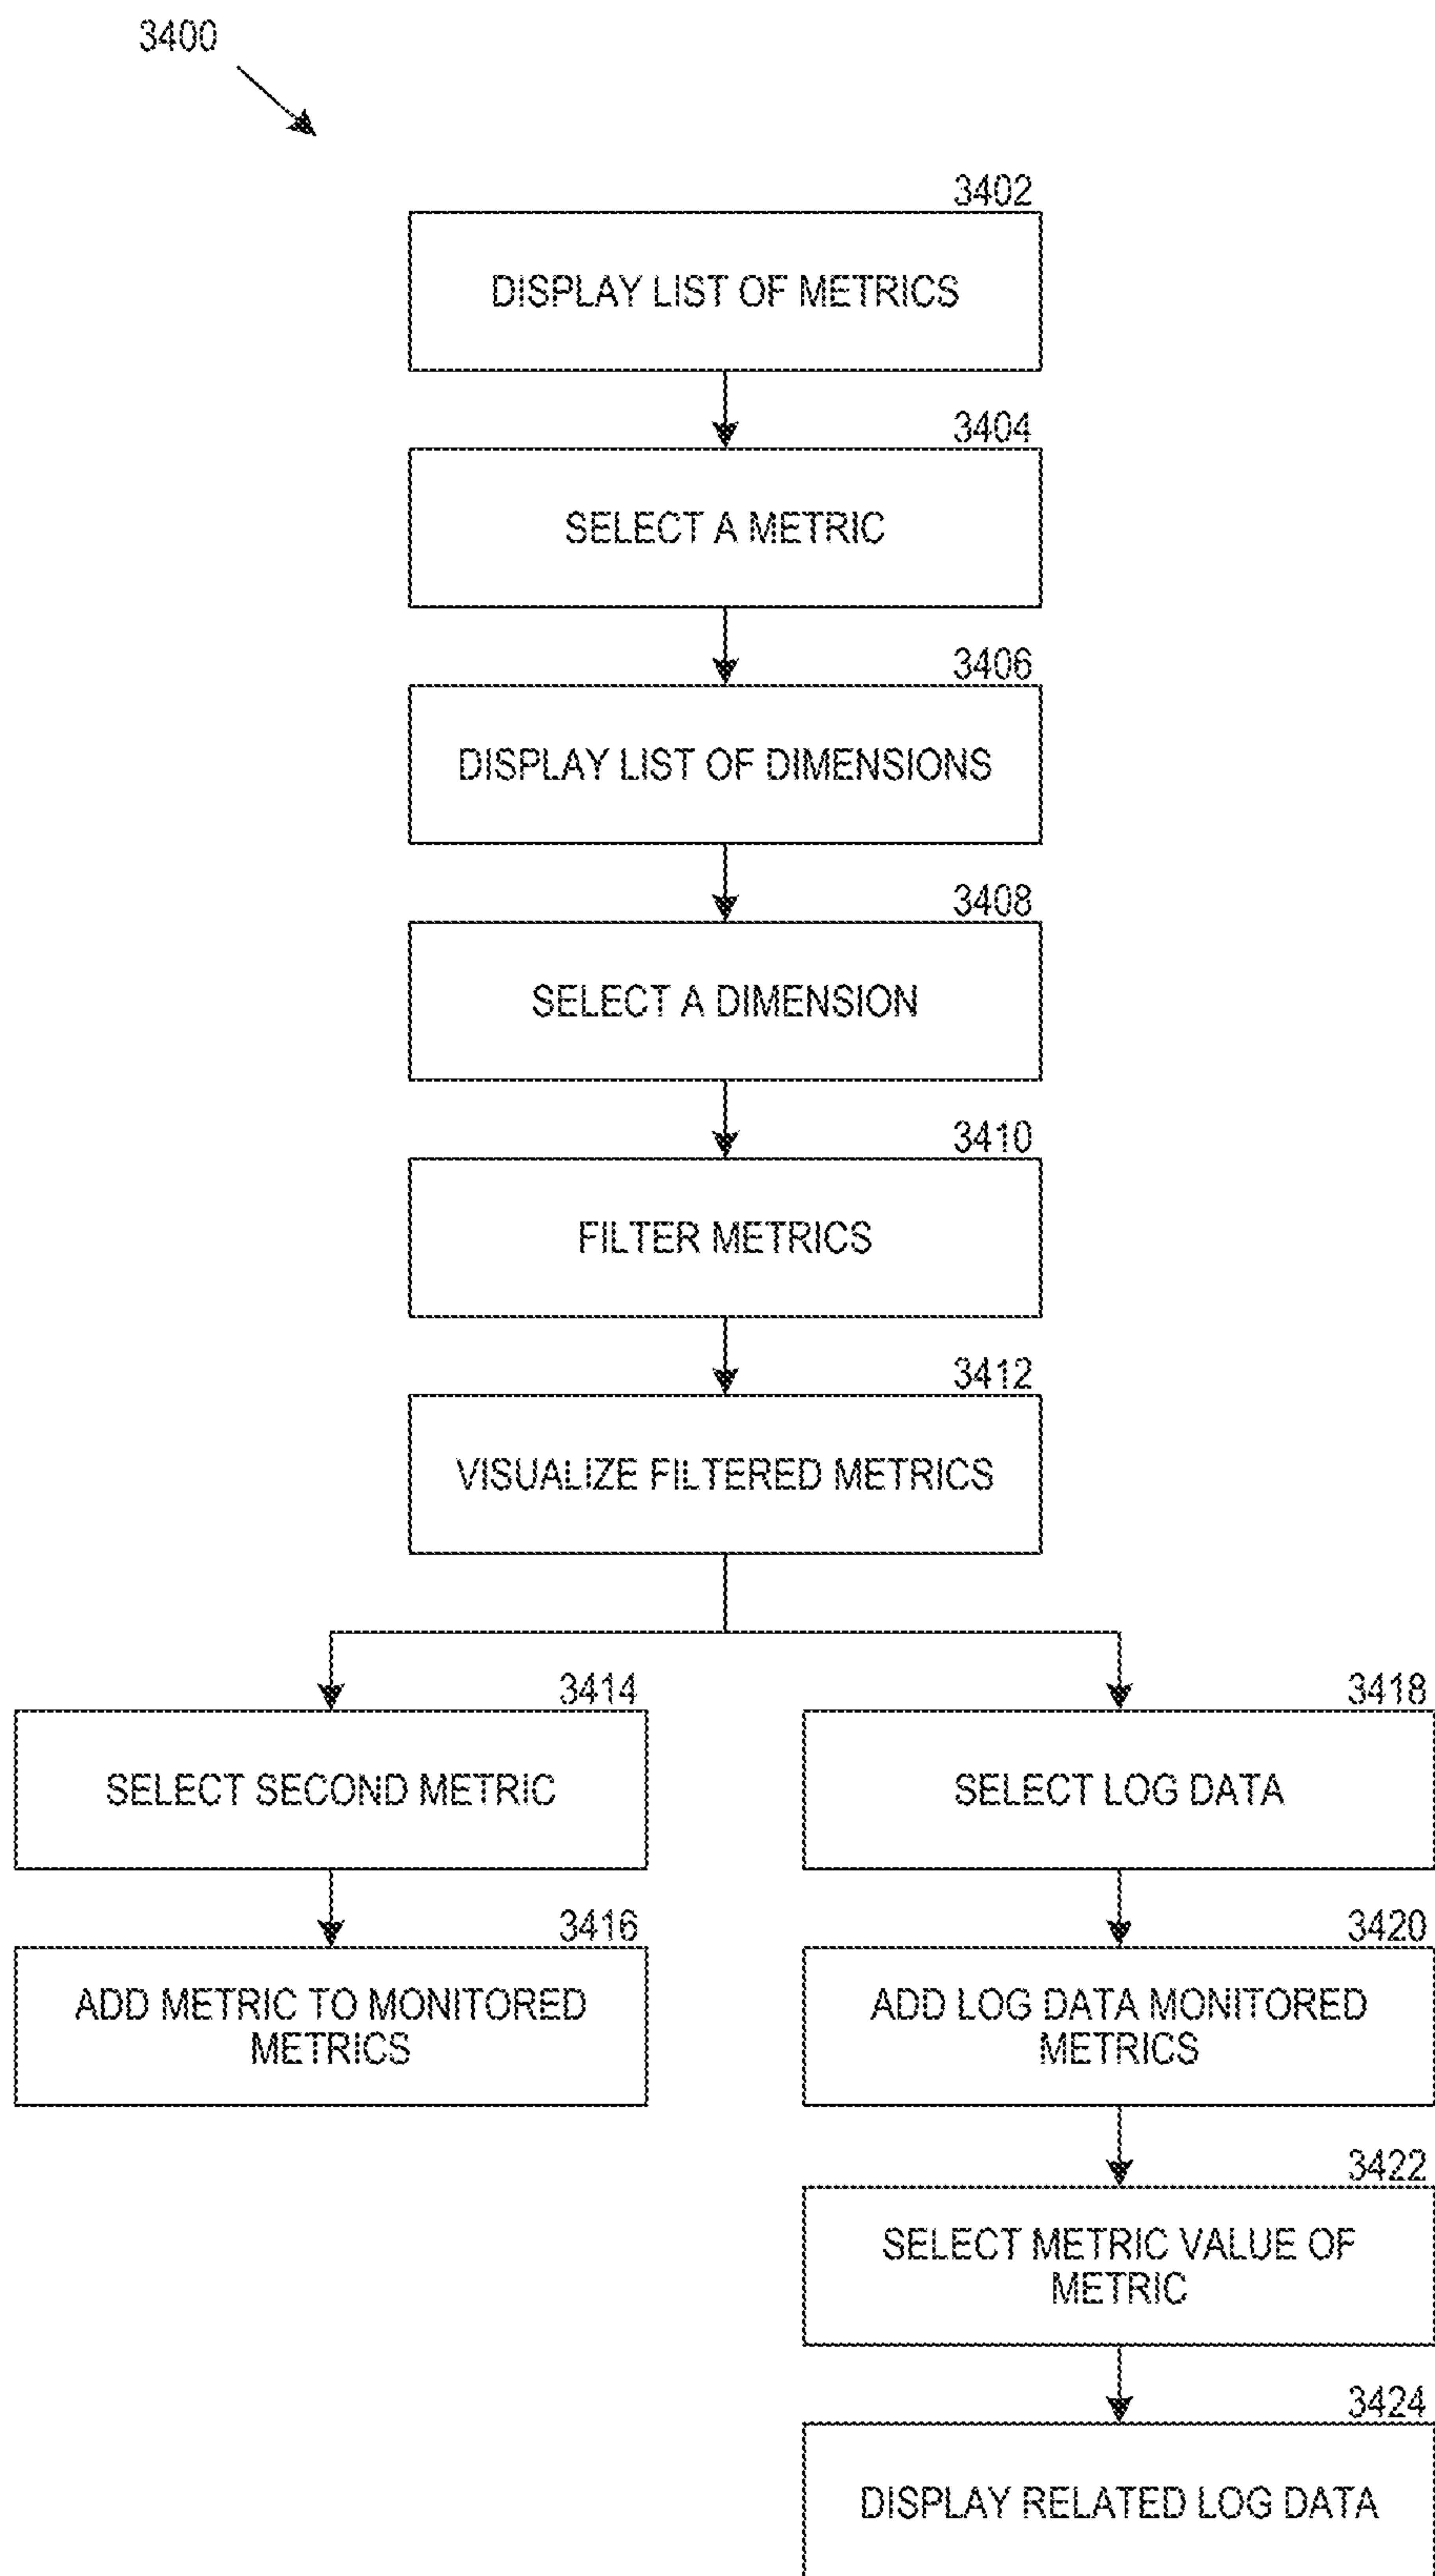 3400
3402
DISPLAY LIST OF METRICS
3404
SELECT A METRIC
3406
DISPLAY LIST OF DIMENSIONS
3408
SELECT A DIMENSION
3410
FILTER METRICS
3412
VISUALIZE FILTERED METRICS
3414
SELECT SECOND METRIC
3416
ADD METRIC TO MONITORED
METRICS
3418
SELECT LOG DATA
3420
ADD LOG DATA MONITORED
METRICS
3422
SELECT METRIC VALUE OF
METRIC
3424
DISPLAY RELATED LOG DATA